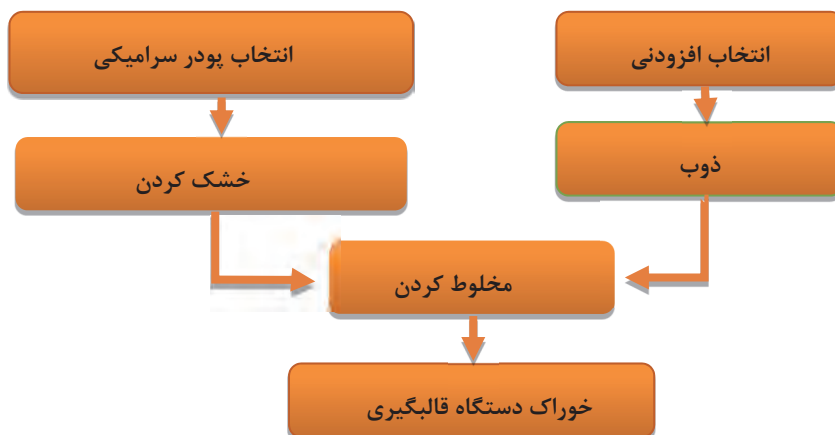 انتخاب افزودنی
انتخاب پودر سرامیکی
ذوب
خشک کردن
مخلوط کردن
خوراک دستگاه قالبگیری